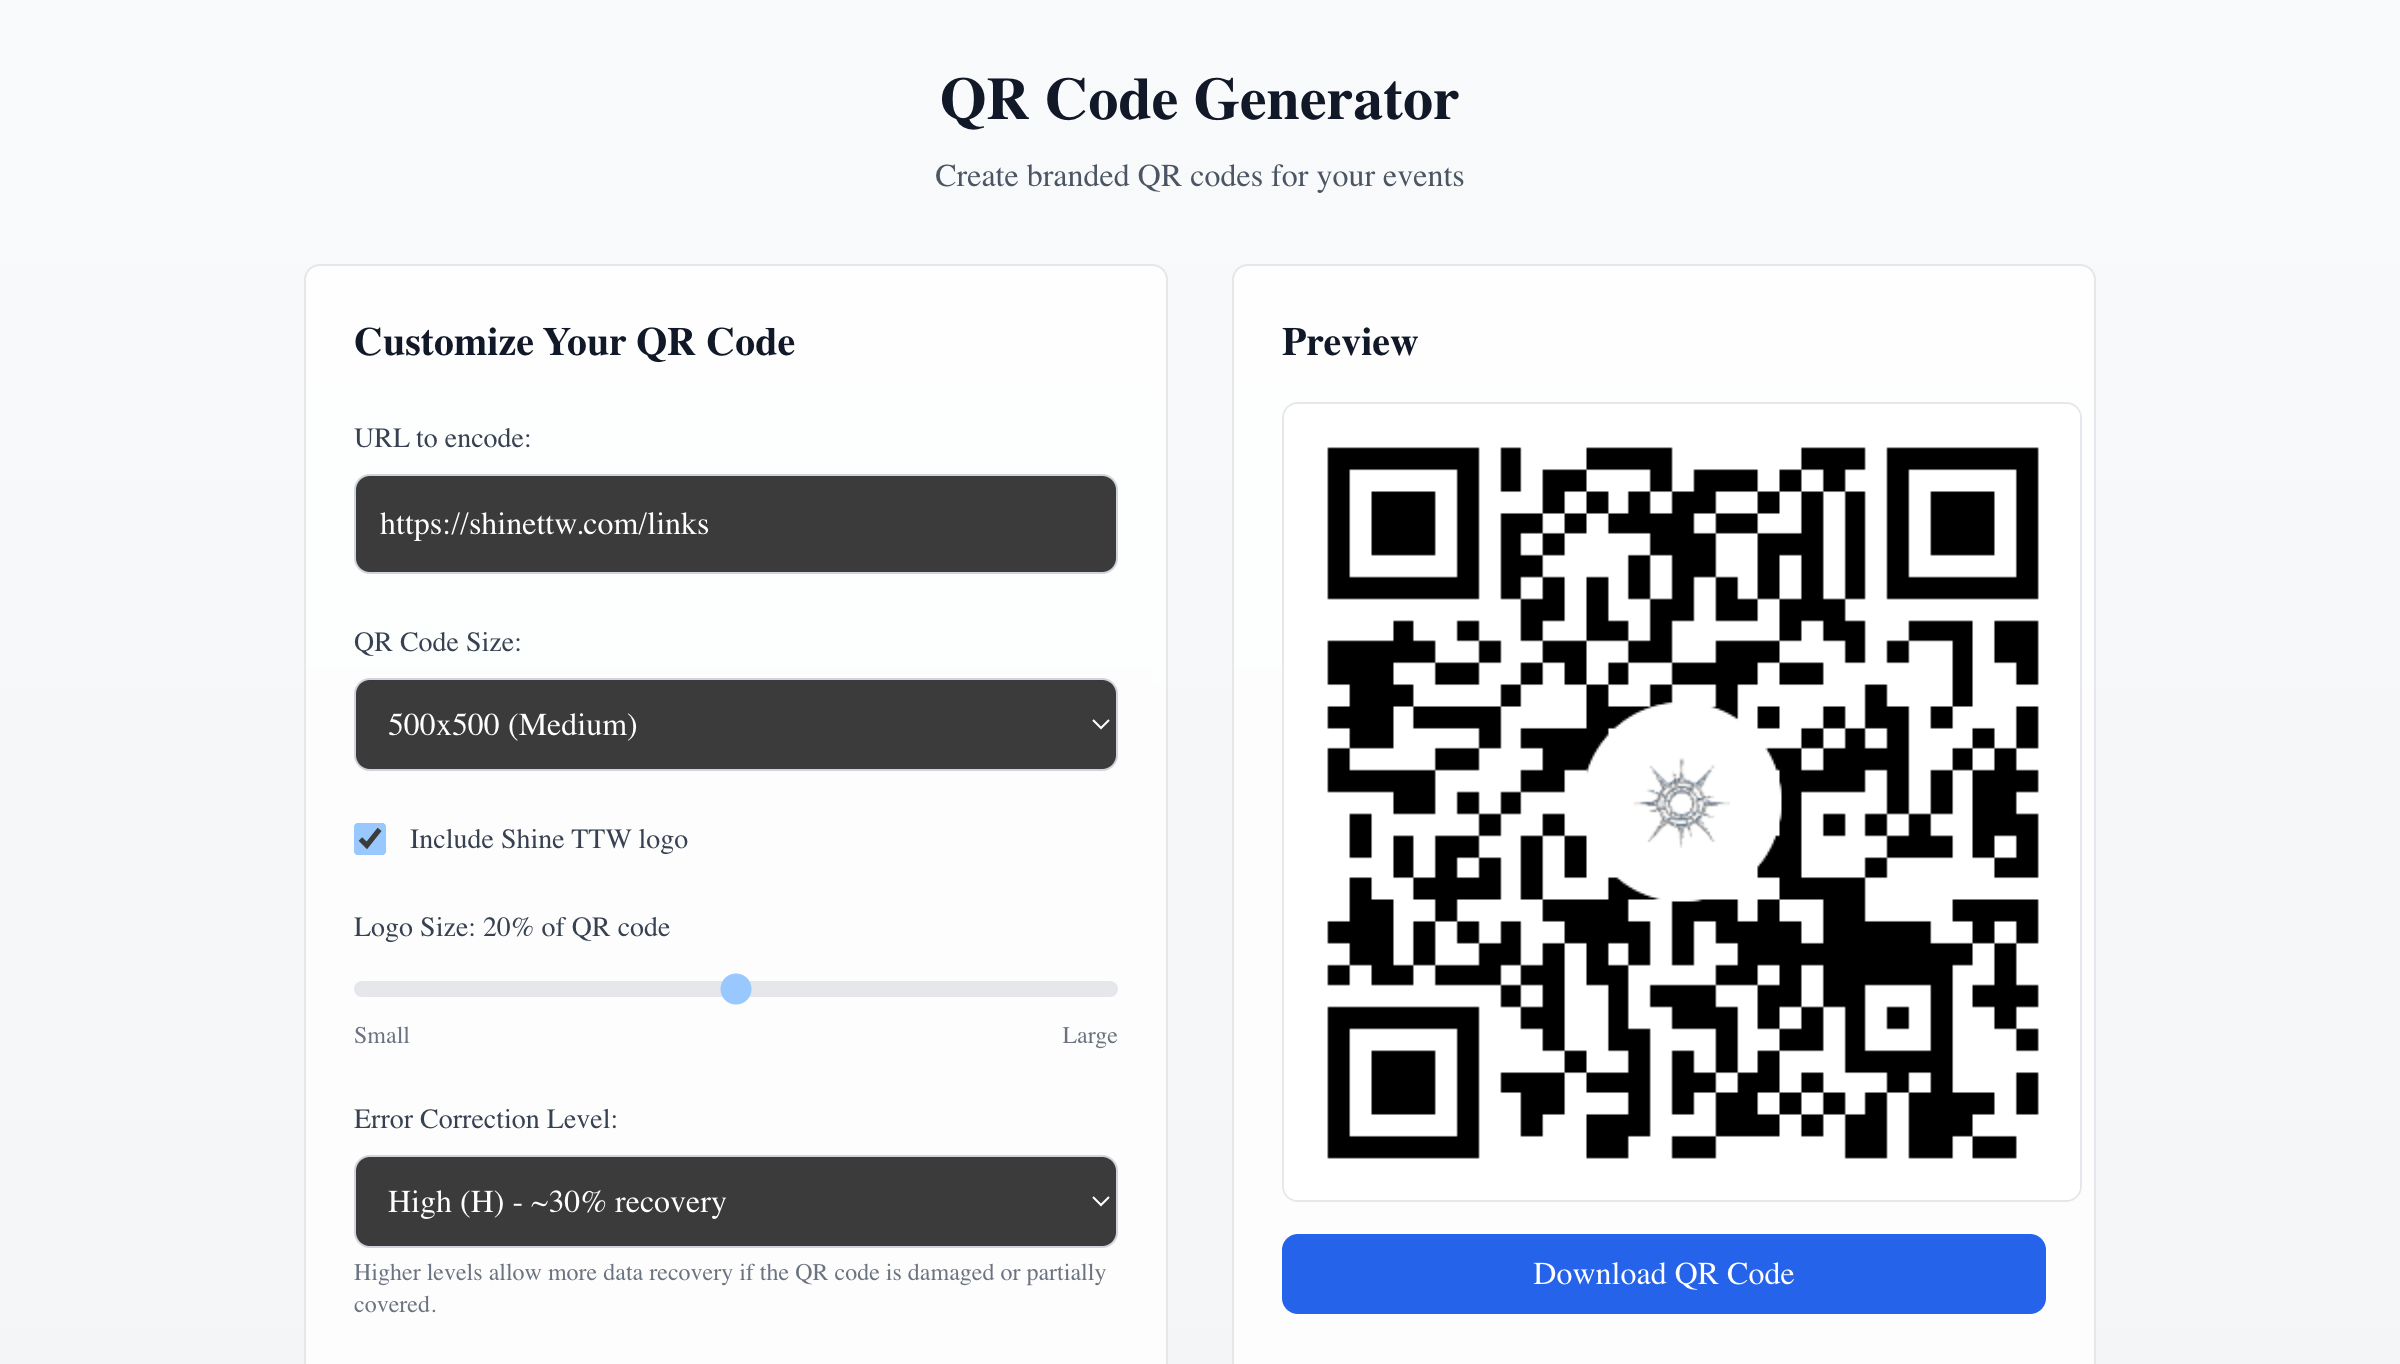 QR Code Generator
Create branded QR codes for your events
Customize Your QR Code
URL to encode:
https://shinettw.com/links
QR Code Size:
500x500 (Medium)
Include Shine TTW logo
Logo Size: 20% of QR code
Small
Large
Error Correction Level:
High (H) - ~30% recovery
Higher levels allow more data recovery if the QR code is damaged or partially
covered.
Preview
Download QR Code